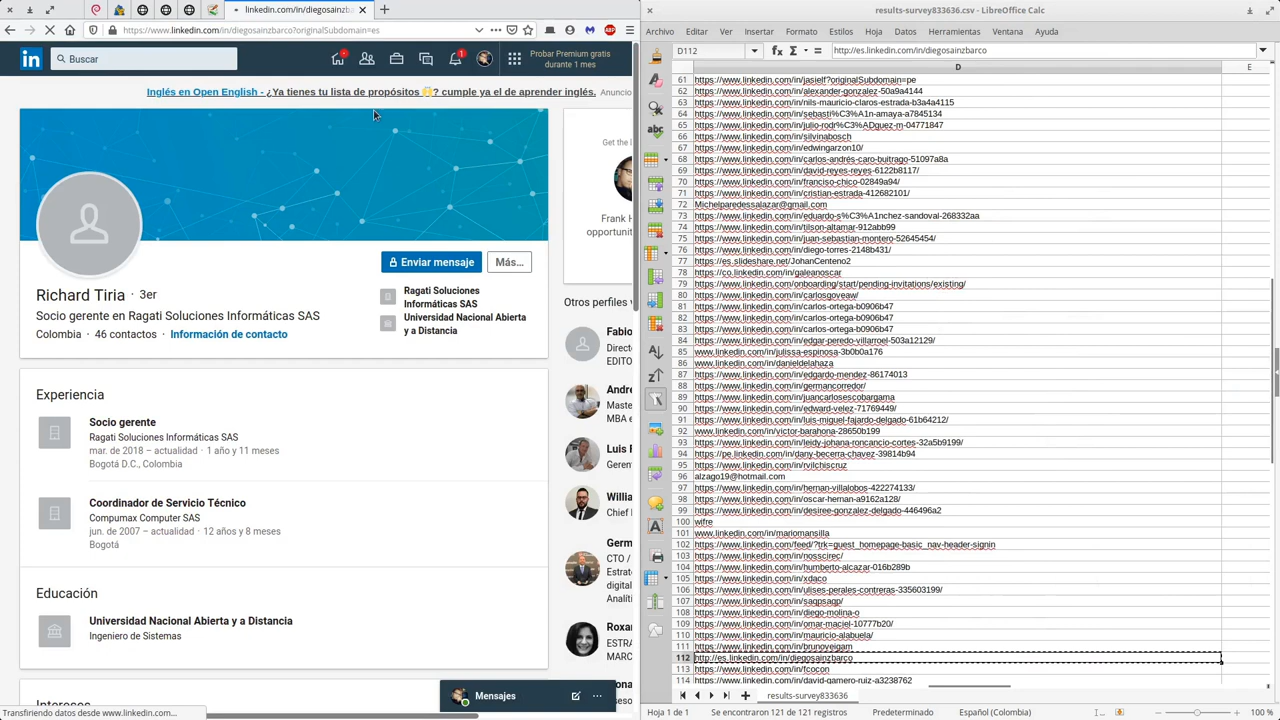 linkedin.com/in/diegosainzba
results-survey833636.csv - LibreOffice Calc
https://www.linkedin.com/in/diegosainzbarco?originalSubdomain=es
Archivo Editar Ver Insertar Formato Estilos Hoja Datos Herramientas Ventana Ayuda
D112
http://es.linkedin.com/in/diegosainzbarco
in
Buscar
1
Probar Premium gratis
durante 1 mes
Inglés en Open English - ¿Ya tienes tu lista de propósitos ? cumple ya el de aprender inglés. Anuncio
Get the l
Frank H
opportunit
Enviar mensaje
Más...
Richard Tiria · 3er
Socio gerente en Ragati Soluciones Informáticas SAS
Colombia · 46 contactos · Información de contacto
Ragati Soluciones
Informáticas SAS
Universidad Nacional Abierta
y a Distancia
Otros perfiles v
Fabio
Directo
EDITO
Andre
Maste
MBA e
Luis F
Geren
Willia
Chief
Germ
CTO /
Estrat
digital
Analíti
Roxar
ESTRA
MARC
Experiencia
Socio gerente
Ragati Soluciones Informáticas SAS
mar. de 2018 – actualidad · 1 año y 11 meses
Bogotá D.C., Colombia
Coordinador de Servicio Técnico
Compumax Computer SAS
jun. de 2007 – actualidad · 12 años y 8 meses
Bogotá
Educación
Universidad Nacional Abierta y a Distancia
Ingeniero de Sistemas
Intereses
Mensajes
Transfiriendo datos desde www.linkedin.com...
D E
61 https://www.linkedin.com/in/jasielf?originalSubdomain=pe
62 https://www.linkedin.com/in/alexander-gonzalez-50a9a4144
63 https://www.linkedin.com/in/nils-mauricio-claros-estrada-b3a4a4115
64 https://www.linkedin.com/in/sebasti%C3%A1n-amaya-a7845134
65 https://www.linkedin.com/in/julio-rodr%C3%ADguez-m-04771847
66 https://www.linkedin.com/in/silvinabosch
67 https://www.linkedin.com/in/edwingarzon10/
68 https://www.linkedin.com/in/carlos-andrés-caro-buitrago-51097a8a
69 https://www.linkedin.com/in/david-reyes-reyes-6122b8117/
70 https://www.linkedin.com/in/franciso-chico-02849a94/
71 https://www.linkedin.com/in/cristian-estrada-412682101/
72 Michelparedessalazar@gmail.com
73 https://www.linkedin.com/in/eduardo-s%C3%A1nchez-sandoval-268332aa
74 https://www.linkedin.com/in/tilson-altamar-912abb99
75 https://www.linkedin.com/in/juan-sebastian-montero-52645454/
76 https://www.linkedin.com/in/diego-torres-2148b431/
77 https://es.slideshare.net/JohanCenteno2
78 https://co.linkedin.com/in/galeanoscar
79 https://www.linkedin.com/onboarding/start/pending-invitations/existing/
80 https://www.linkedin.com/in/carlosgoyeaw/
81 https://www.linkedin.com/in/carlos-ortega-b0906b47
82 https://www.linkedin.com/in/carlos-ortega-b0906b47
83 https://www.linkedin.com/in/carlos-ortega-b0906b47
84 https://www.linkedin.com/in/edgar-peredo-villarroel-503a12129/
85 www.linkedin.com/in/julissa-espinosa-3b0b0a176
86 www.linkedin.com/in/danieldelahaza
87 https://www.linkedin.com/in/edgardo-mendez-86174013
88 https://www.linkedin.com/in/germancorredor/
89 https://www.linkedin.com/in/juancarlosescobargama
90 https://www.linkedin.com/in/edward-velez-71769449/
91 https://www.linkedin.com/in/luis-miguel-fajardo-delgado-61b64212/
92 www.linkedin.com/in/victor-barahona-28650b199
93 https://www.linkedin.com/in/leidy-johana-roncancio-cortes-32a5b9199/
94 https://pe.linkedin.com/in/dany-becerra-chavez-39814b94
95 https://www.linkedin.com/in/rvilchiscruz
96 alzago19@hotmail.com
97 https://www.linkedin.com/in/hernan-villalobos-422274133/
98 https://www.linkedin.com/in/oscar-hernan-a9162a128/
99 https://www.linkedin.com/in/desiree-gonzalez-delgado-446496a2
100 wifre
101 www.linkedin.com/in/mariomansilla
102 https://www.linkedin.com/feed/?trk=guest_homepage-basic_nav-header-signin
103 https://www.linkedin.com/in/nosscirec/
104 https://www.linkedin.com/in/humberto-alcazar-016b289b
105 https://www.linkedin.com/in/xdaco
106 https://www.linkedin.com/in/ulises-perales-contreras-335603199/
107 https://www.linkedin.com/in/saqpsaqp/
108 https://www.linkedin.com/in/diego-molina-o
109 https://www.linkedin.com/in/omar-maciel-10777b20/
110 https://www.linkedin.com/in/mauricio-alabuela/
111 https://www.linkedin.com/in/brunoveigam
112 http://es.linkedin.com/in/diegosainzbarco
113 https://www.linkedin.com/in/fcocon
114 https://www.linkedin.com/in/david-gamero-ruiz-a3238762
results-survey833636
Hoja 1 de 1
Se encontraron 121 de 121 registros
Predeterminado
Español (Colombia)
100 %